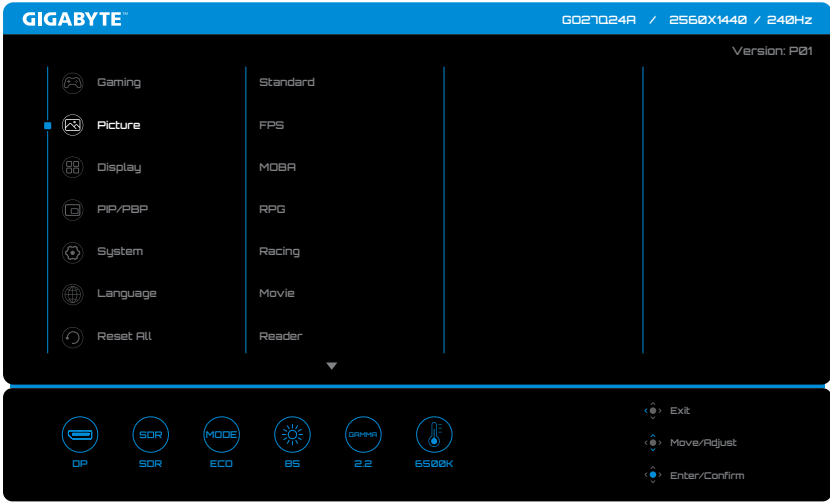 GIGABYTE™ GO27Q24A / 2560X1440 / 240Hz
Version: P01
Gaming Standard
Picture FPS
Display MOBA
PIP/PBP RPG
System Racing
Language Movie
Reset All Reader
SDR MODE GAMMA
DP SDR ECO 85 2.2 6500K
Exit
Move/Adjust
Enter/Confirm